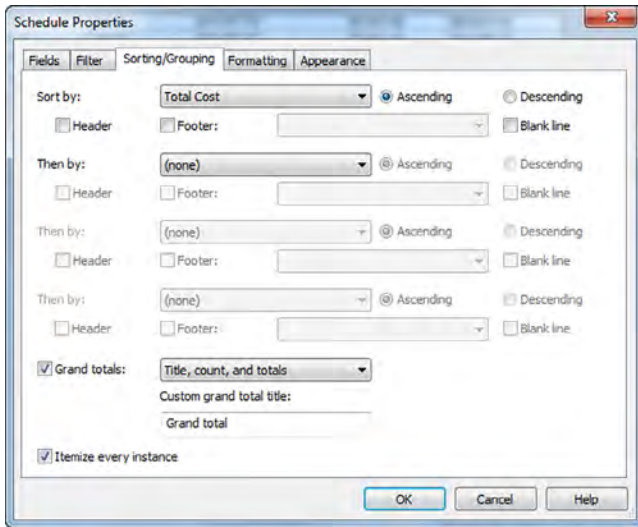 Schedule Properties
Fields Filter Sorting/Grouping Formatting Appearance
Sort by: Total Cost Ascending Descending
Header Footer: Blank line
Then by: (none) Ascending Descending
Header Footer: Blank line
Then by: (none) Ascending Descending
Header Footer: Blank line
Then by: (none) Ascending Descending
Header Footer: Blank line
Grand totals: Title, count, and totals
Custom grand total title:
Grand total
Itemize every instance
OK Cancel Help